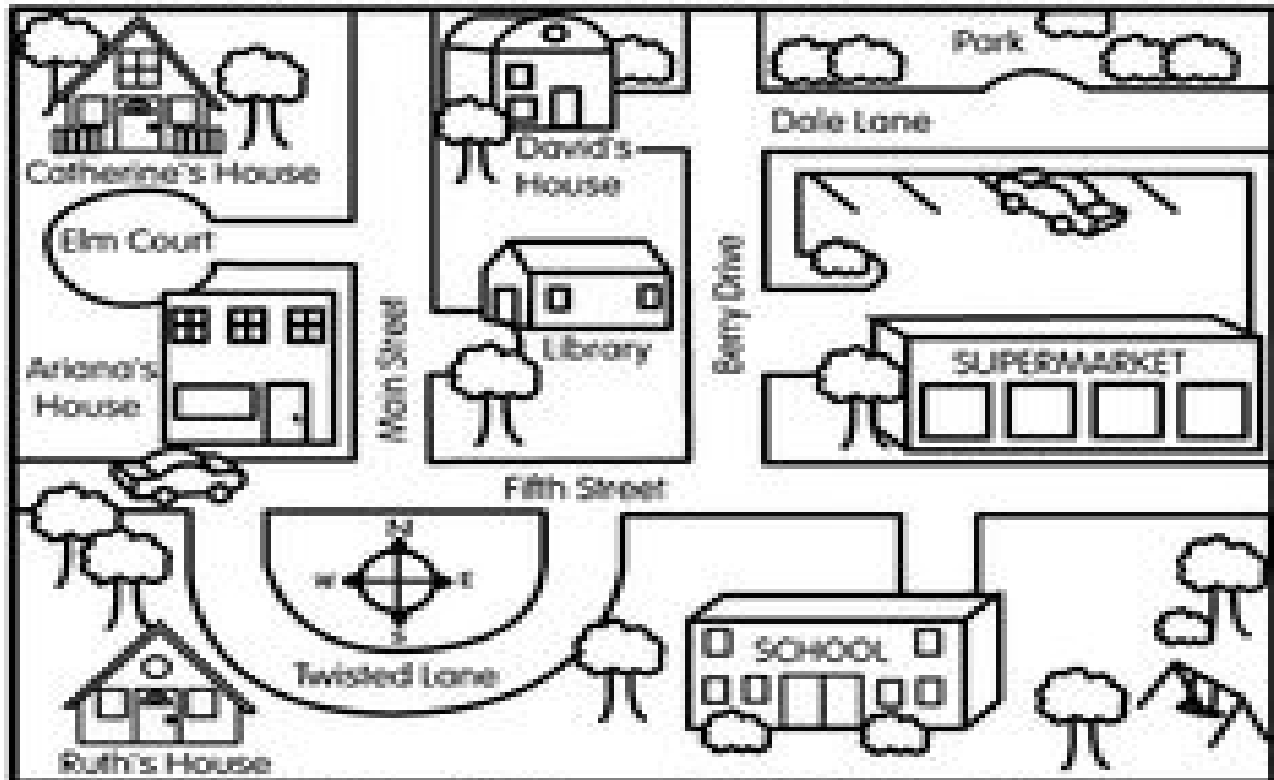 Park
Dale Lane
Catherine's House
David's
House
Elm Court
Berry Drive
Main Street
Library
Ariana's
House
SUPERMARKET
Fifth Street
N
W E
S
Twisted Lane
SCHOOL
Ruth's House